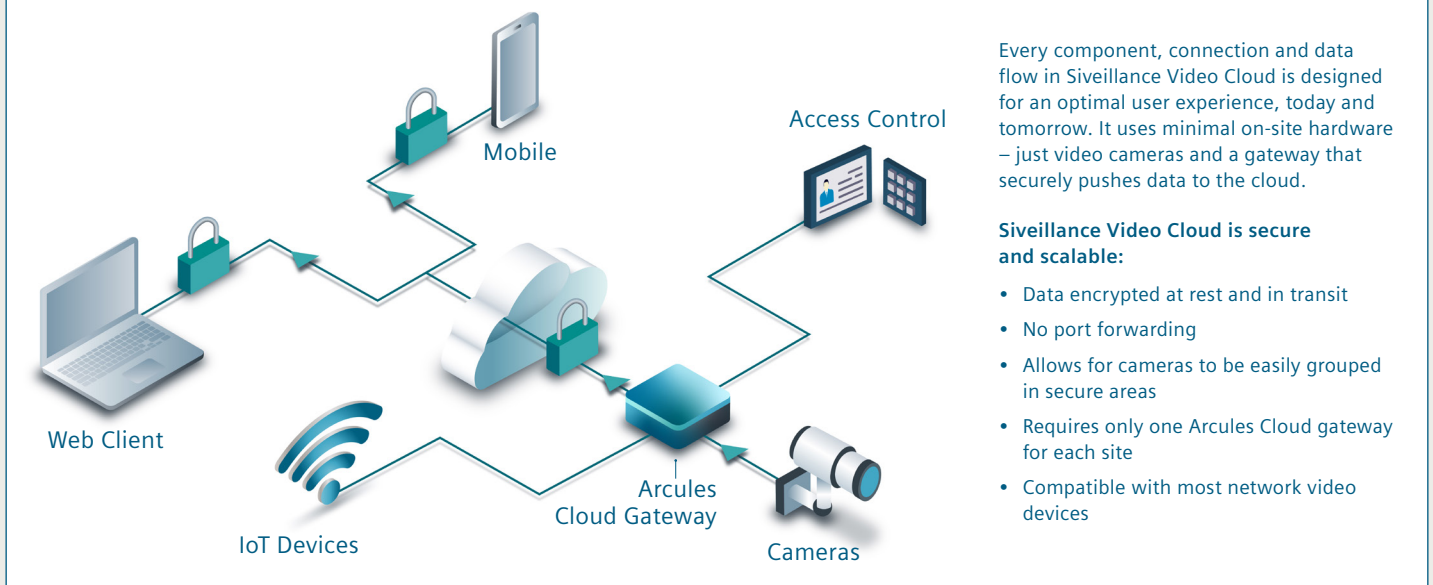 Mobile
Access Control
Web Client
IoT Devices
Arcules
Cloud Gateway
Cameras
Every component, connection and data
flow in Siveillance Video Cloud is designed
for an optimal user experience, today and
tomorrow. It uses minimal on-site hardware
– just video cameras and a gateway that
securely pushes data to the cloud.
Siveillance Video Cloud is secure
and scalable:
• Data encrypted at rest and in transit
• No port forwarding
• Allows for cameras to be easily grouped
in secure areas
• Requires only one Arcules Cloud gateway
for each site
• Compatible with most network video
devices